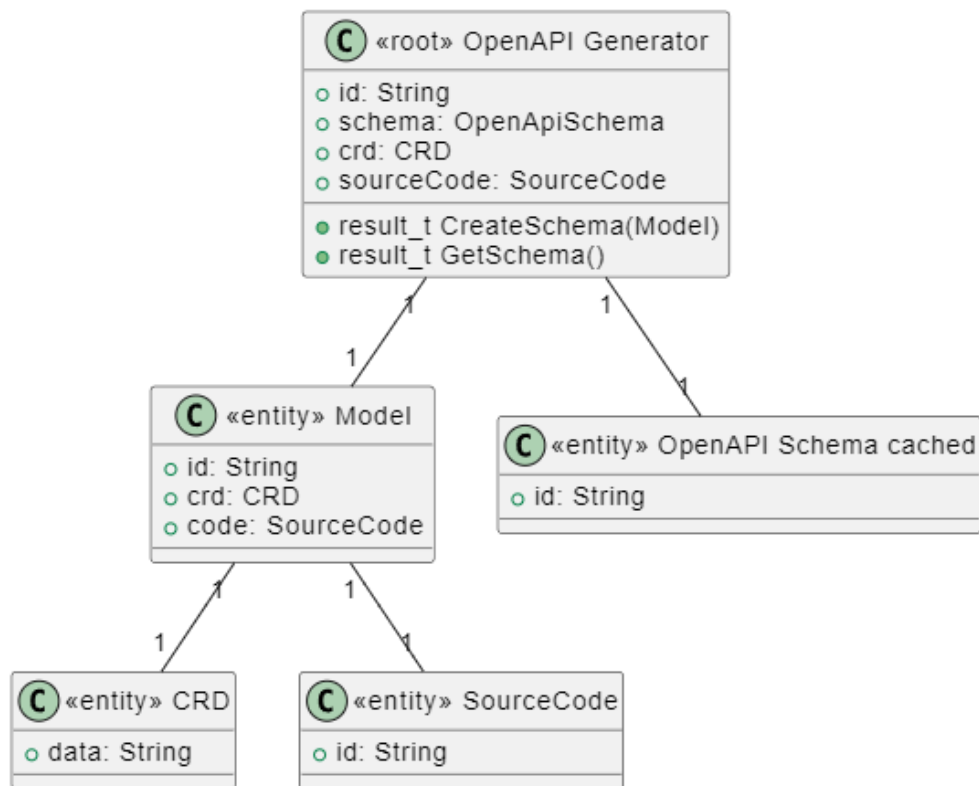 C «root» OpenAPI Generator
id: String
schema: OpenApiSchema
crd: CRD
sourceCode: SourceCode
result_t CreateSchema(Model)
result_t GetSchema()
1
1
1
1
C «entity» Model
id: String
crd: CRD
code: SourceCode
C «entity» OpenAPI Schema cached
id: String
1
1
1
1
C «entity» CRD
data: String
C «entity» SourceCode
id: String